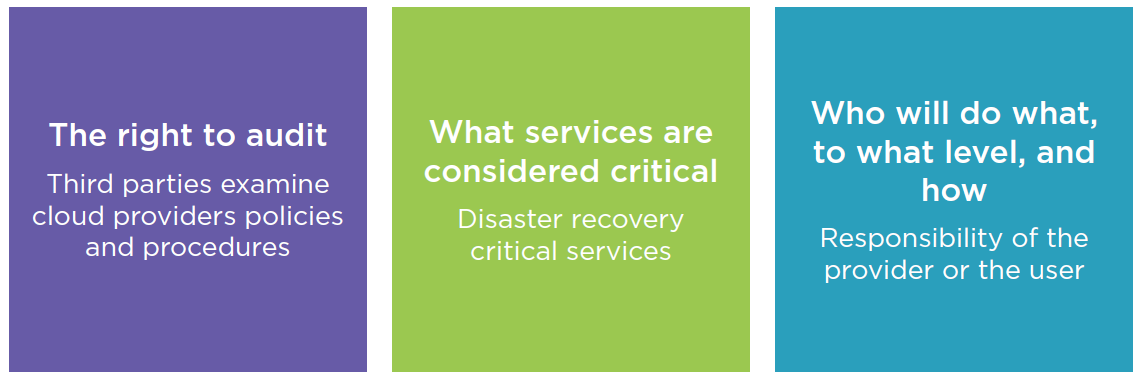 The right to audit
Third parties examine
cloud providers policies
and procedures
What services are
considered critical
Disaster recovery
critical services
Who will do what,
to what level, and
how
Responsibility of the
provider or the user